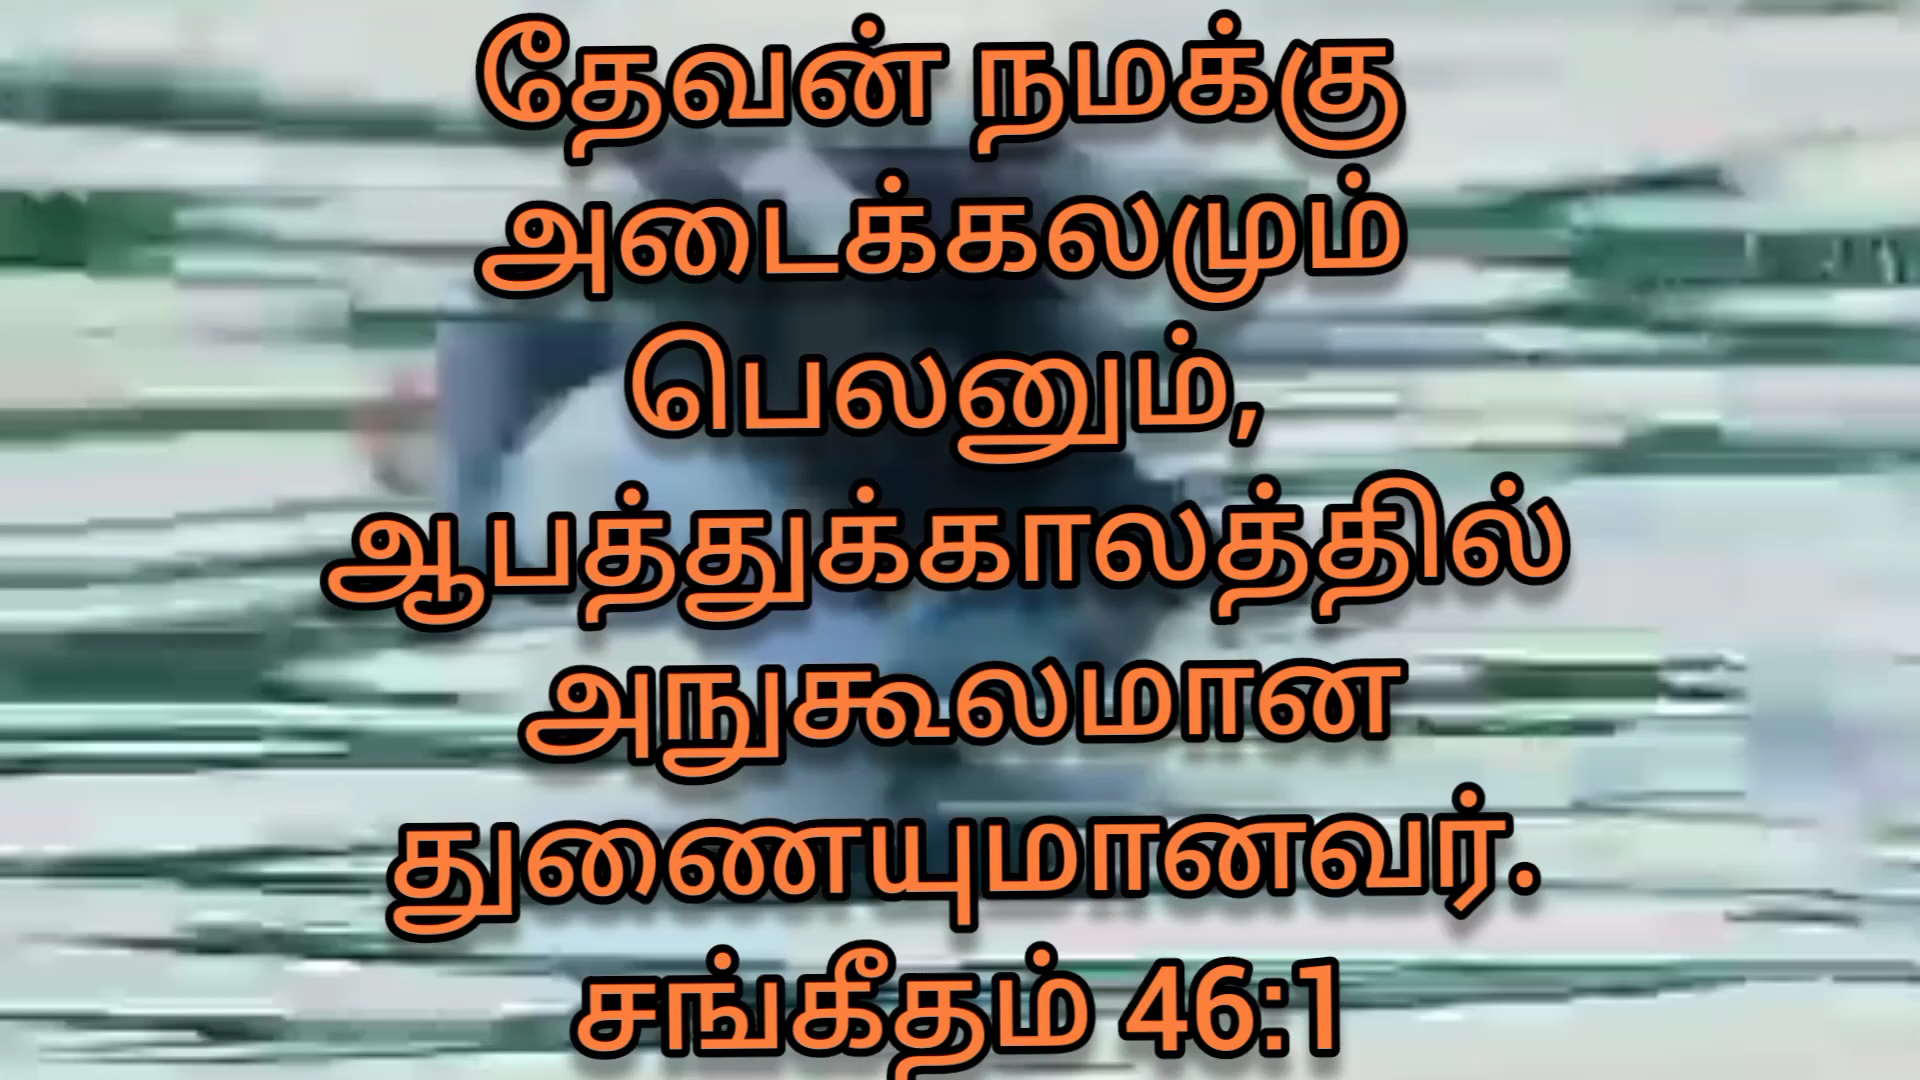 தேவன் நமக்கு
அடைக்கலமும்
பெலனும்,
ஆபத்துக்காலத்தில்
அநுகூலமான
துணையுமானவர்.
சங்கீதம் 46:1